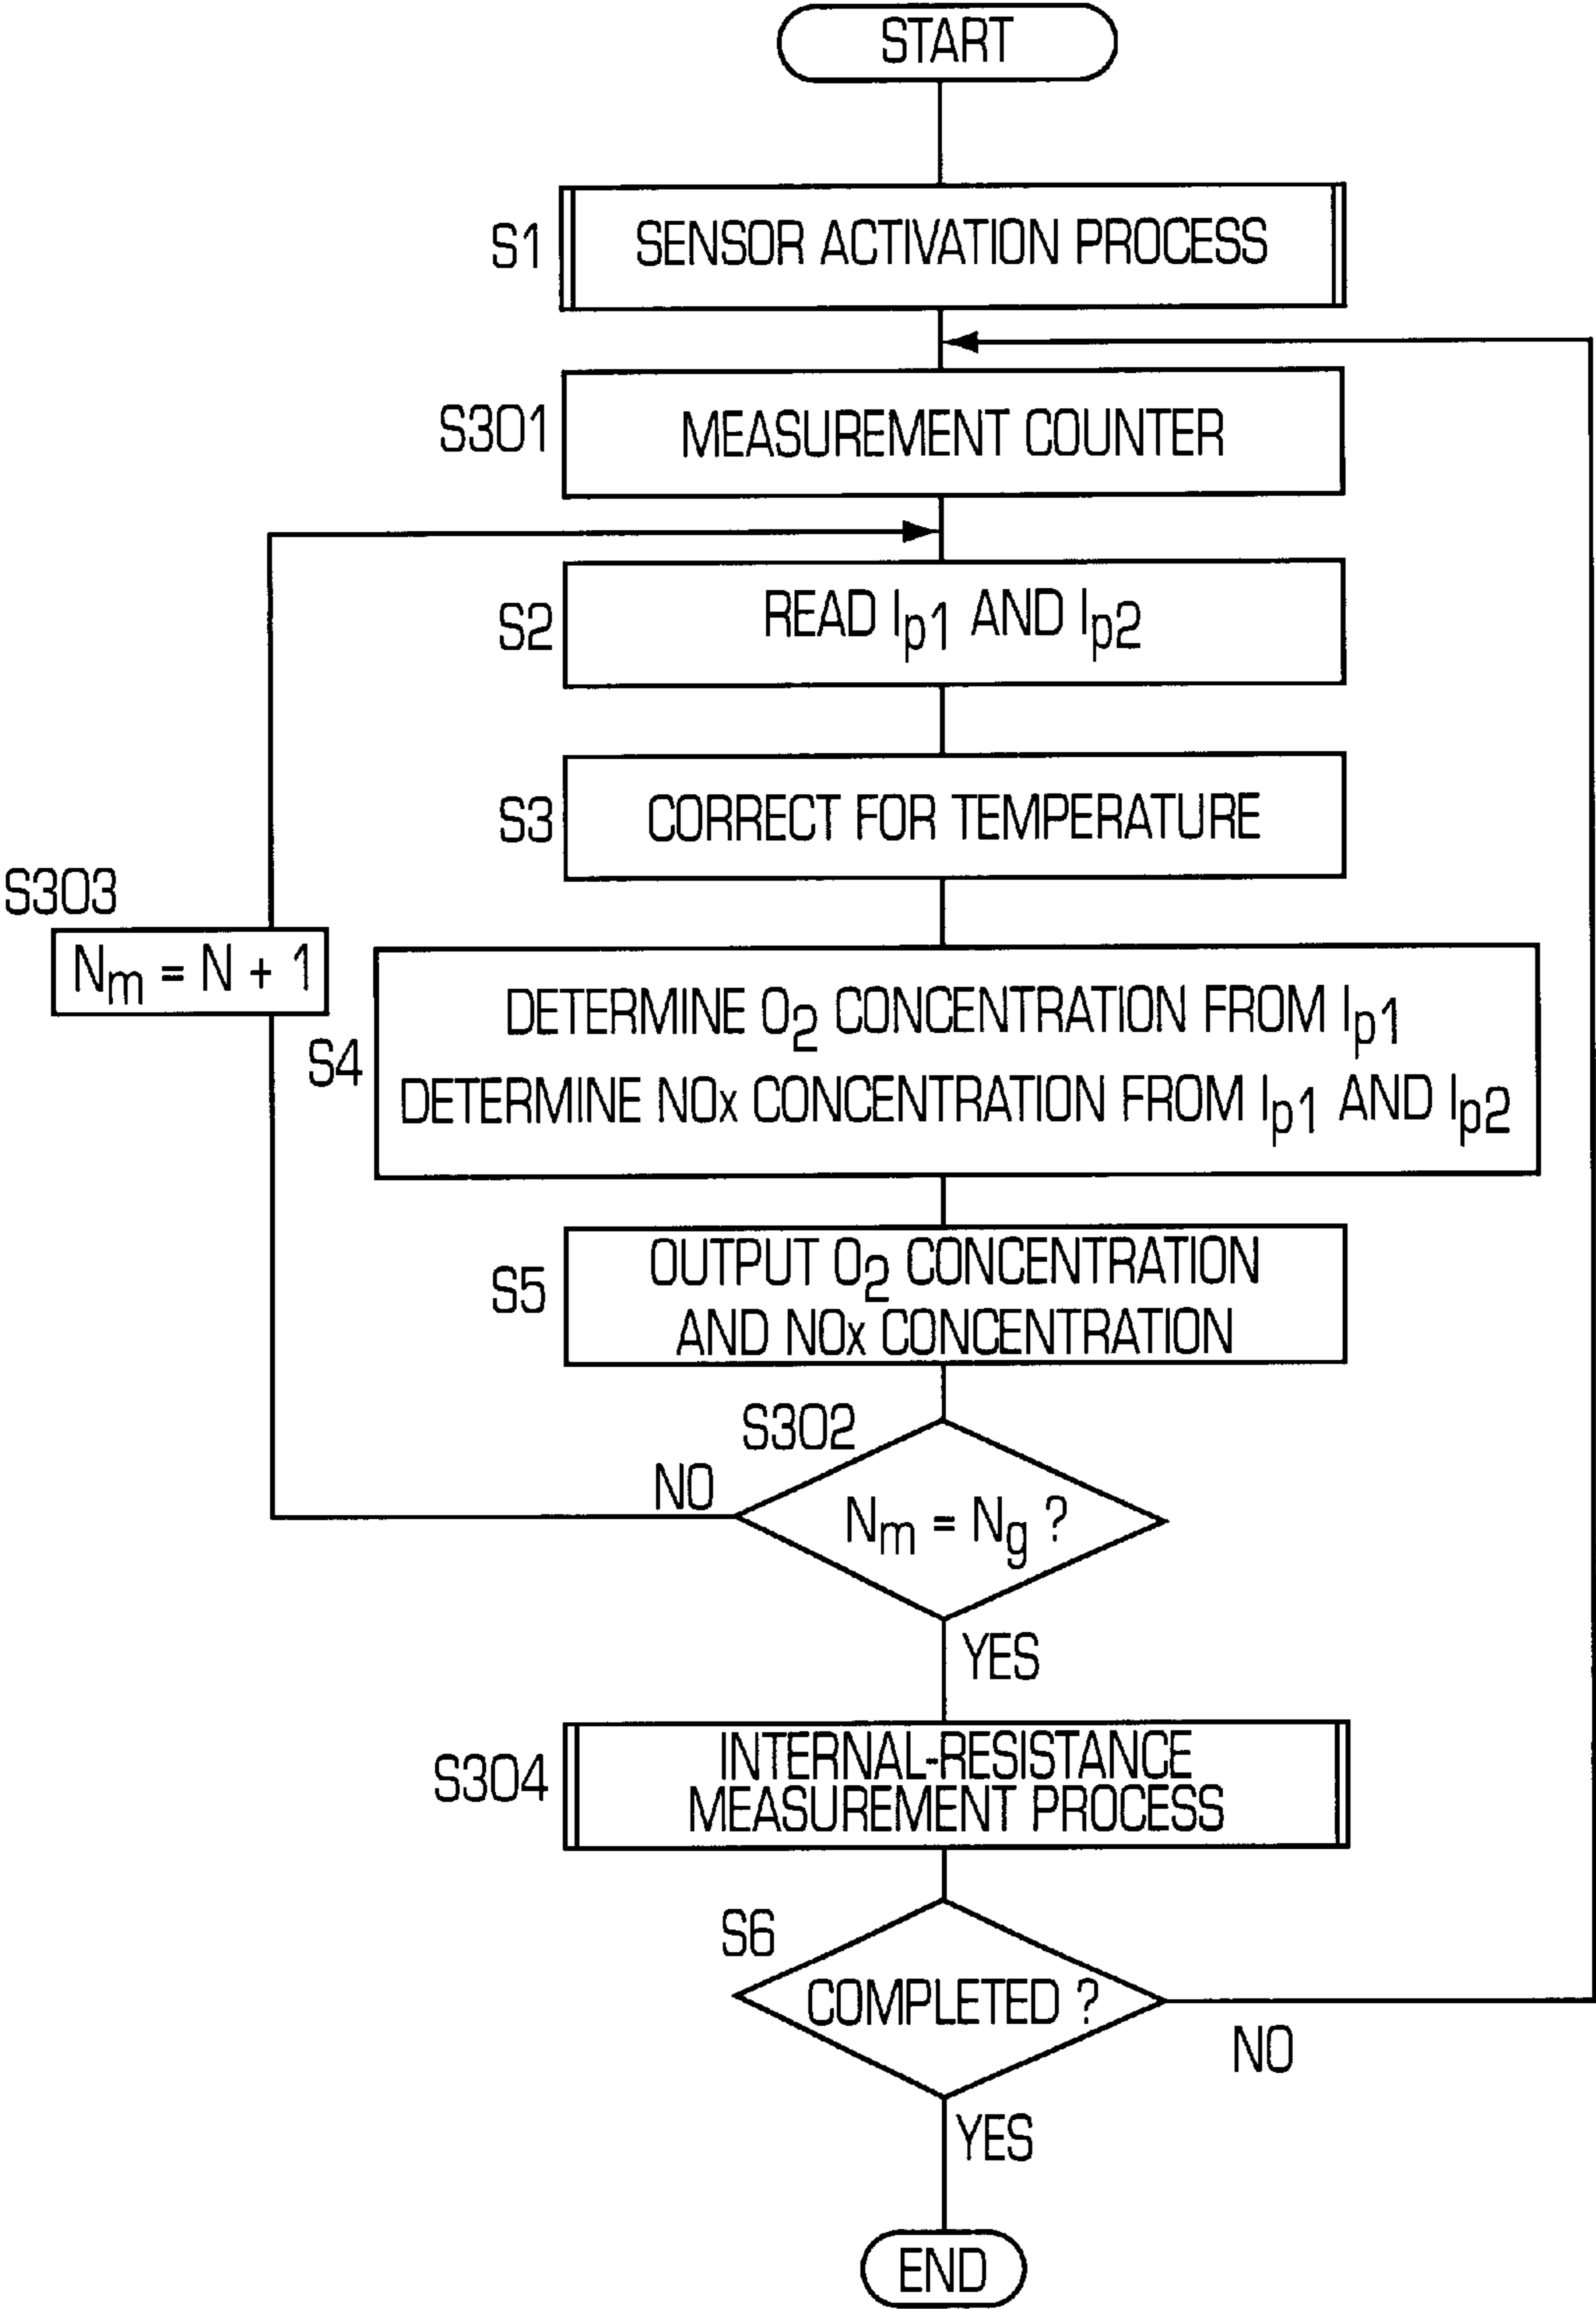 START
S1
SENSOR ACTIVATION PROCESS
S301
MEASUREMENT COUNTER
S2
READ Ip1 AND Ip2
S3
CORRECT FOR TEMPERATURE
S303
Nm = N + 1
S4
DETERMINE O2 CONCENTRATION FROM Ip1
DETERMINE NOx CONCENTRATION FROM Ip1 AND Ip2
S5
OUTPUT O2 CONCENTRATION
AND NOx CONCENTRATION
S302
NO
Nm = Ng ?
YES
S304
INTERNAL-RESISTANCE
MEASUREMENT PROCESS
S6
COMPLETED ?
NO
YES
END